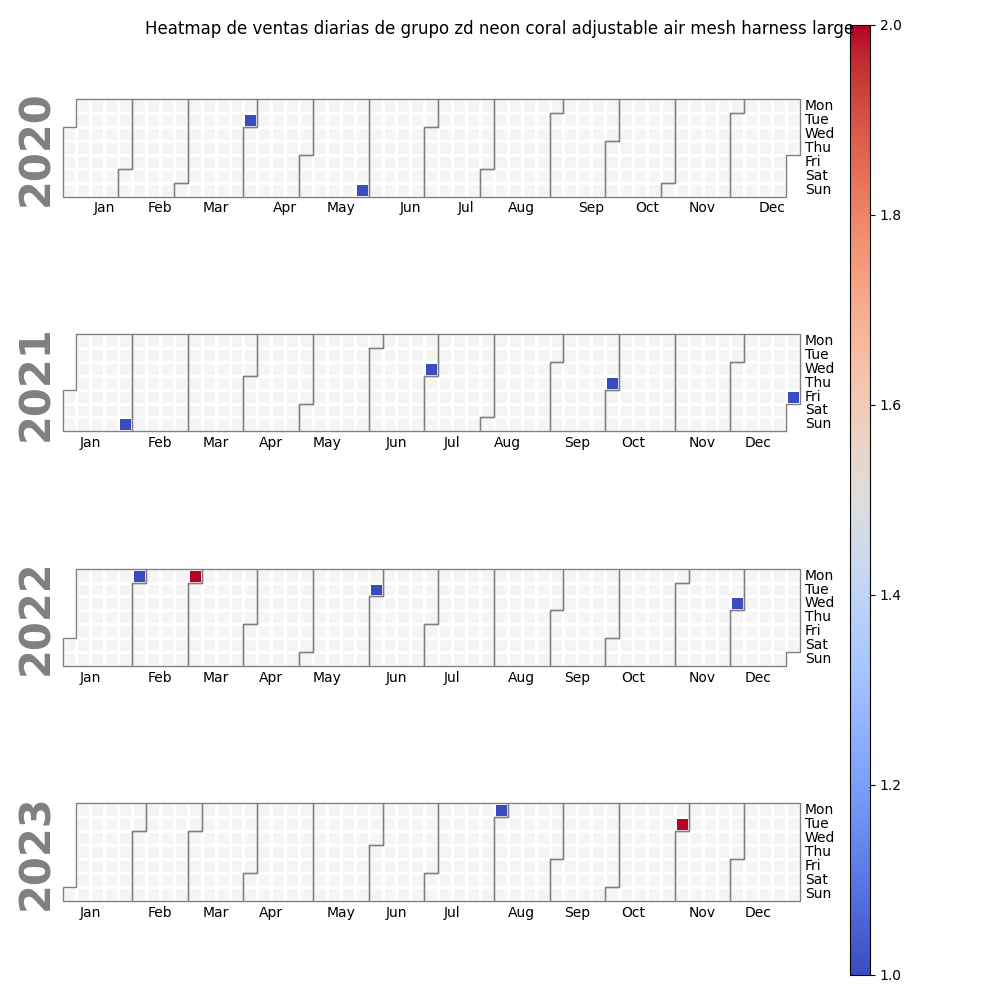 Heatmap de ventas diarias de grupo zd neon coral adjustable air mesh harness large
2020
Mon
Tue
Wed
Thu
Fri
Sat
Sun
Jan Feb Mar Apr May Jun Jul Aug Sep Oct Nov Dec
2021
Mon
Tue
Wed
Thu
Fri
Sat
Sun
Jan Feb Mar Apr May Jun Jul Aug Sep Oct Nov Dec
2022
Mon
Tue
Wed
Thu
Fri
Sat
Sun
Jan Feb Mar Apr May Jun Jul Aug Sep Oct Nov Dec
2023
Mon
Tue
Wed
Thu
Fri
Sat
Sun
Jan Feb Mar Apr May Jun Jul Aug Sep Oct Nov Dec
2.0
1.8
1.6
1.4
1.2
1.0